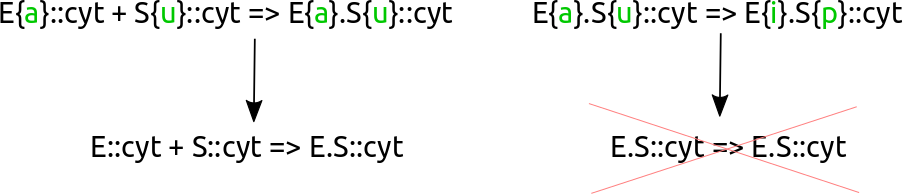 E{a}::cyt + S{u}::cyt => E{a}.S{u}::cyt
E{a}.S{u}::cyt => E{i}.S{p}::cyt
E::cyt + S::cyt => E.S::cyt
E.S::cyt => E.S::cyt